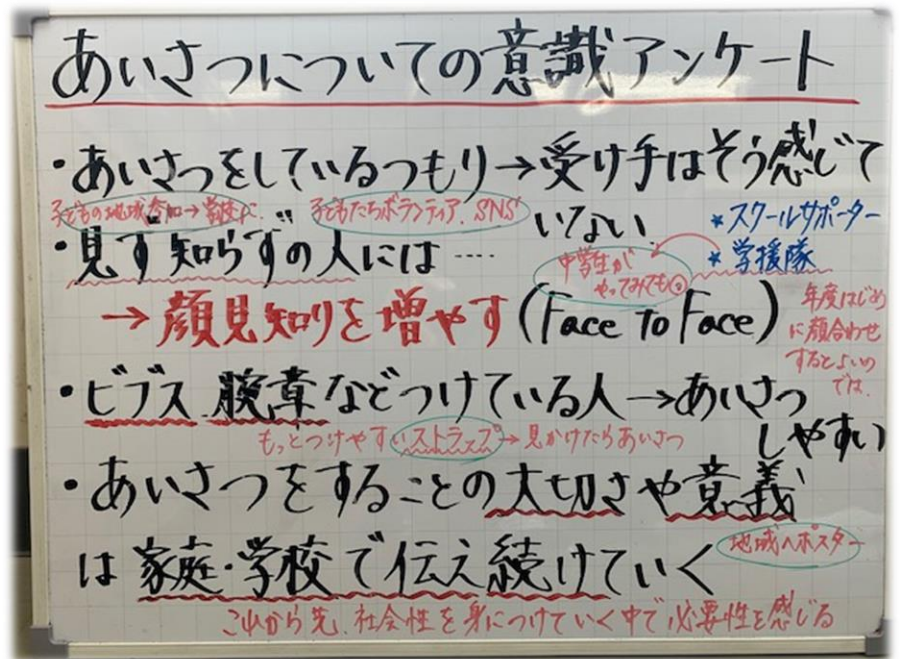 あいさつについての意識アンケート
・あいさつをしているつもり→受け手はそう感じて
いない
子どもの地域参加→学校へ.
子どもたちボランティア、SNS
★スクールサポーター
★学援隊
・見ず知らずの人には……
中学生が
やってみても◎
→顔見知りを増やす(Face To Face)
年度はじめ
に顔合わせ
するとよいの
では、
・ビブス、腕章などつけている人→あいさつ
しやすい
もっとつけやすいストラップ→見かけたらあいさつ
・あいさつをすることの大切さや意義
は家庭・学校で伝え続けていく
地域へポスター
これから先、社会性を身につけていく中で必要性を感じる